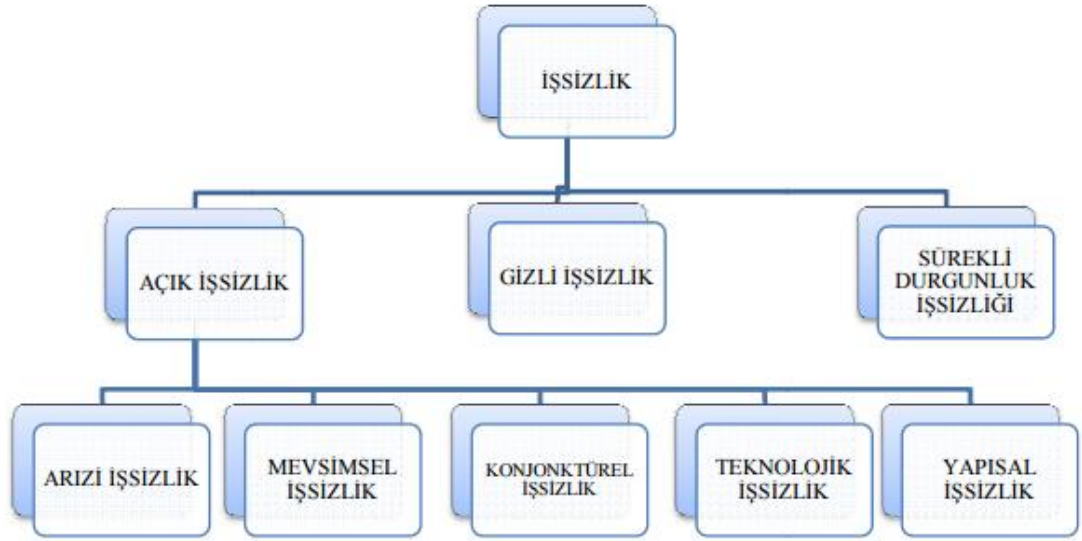 İŞSİZLİK
AÇIK İŞSİZLİK
GİZLİ İŞSİZLİK
SÜREKLİ
DURGUNLUK
İŞSİZLİĞİ
ARIZİ İŞSİZLİK
MEVSİMSEL
İŞSİZLİK
KONJONKTÜREL
İŞSİZLİK
TEKNOLOJİK
İŞSİZLİK
YAPISAL
İŞSİZLİK